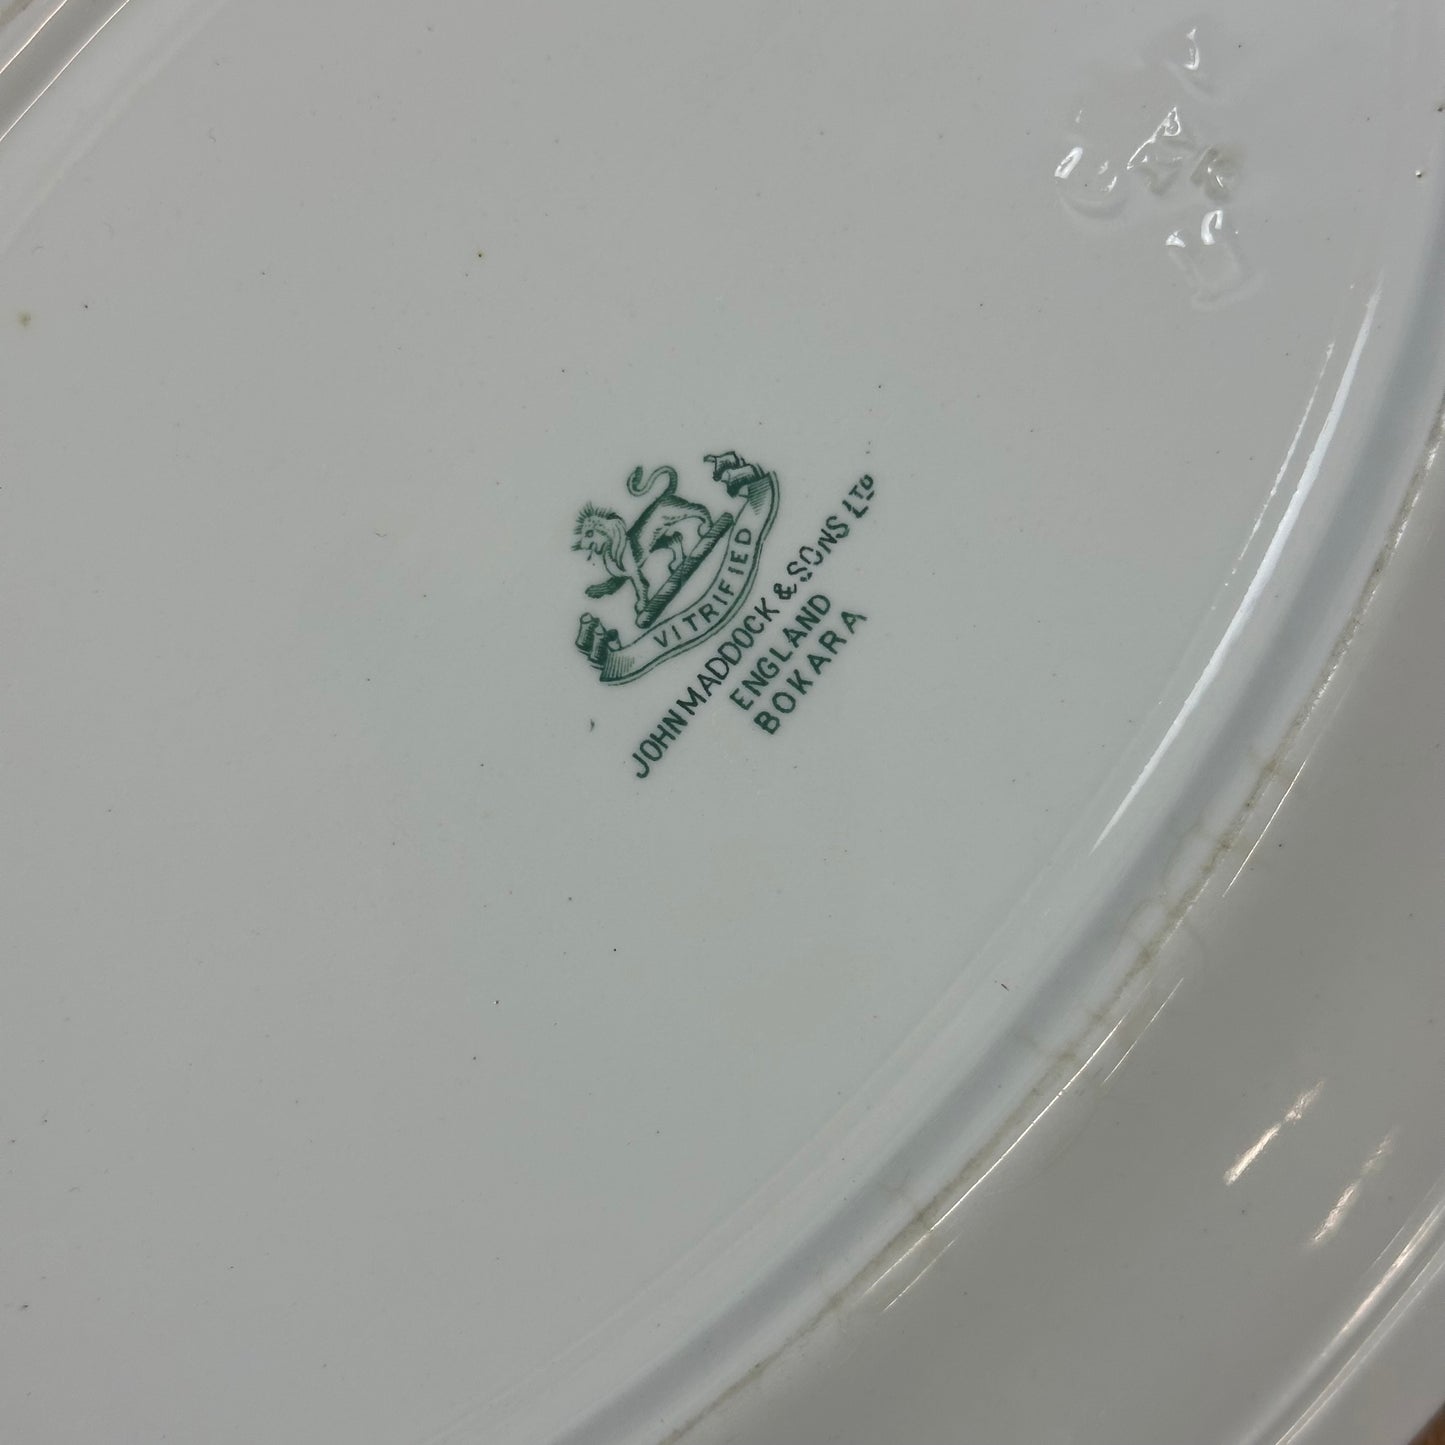 VITRIFIED
JOHN MADDOCK & SONS LTD
ENGLAND
BOKARA